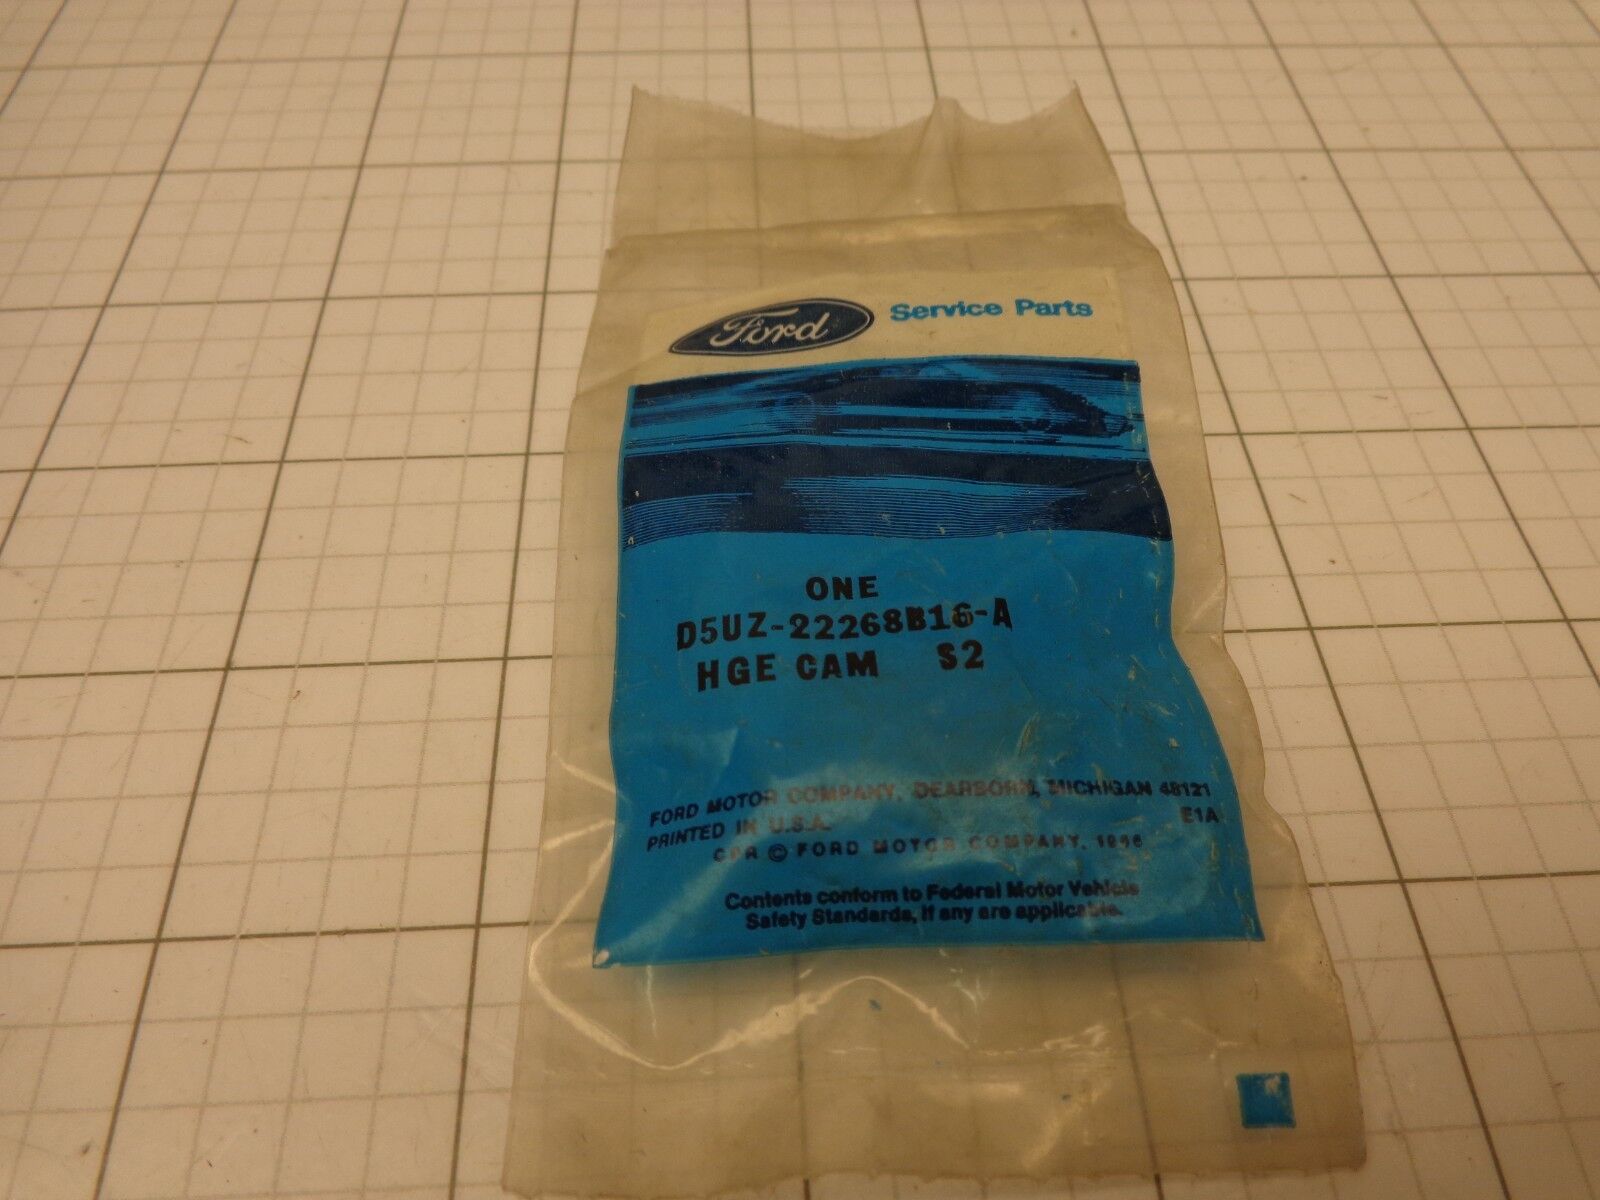 Ford Service Parts
ONE
D5UZ-22268B16-A
HGE CAM S2
FORD MOTOR COMPANY, DEARBORN, MICHIGAN 48121
PRINTED IN U.S.A. E1A
© FORD MOTOR COMPANY, 1966
Contents conform to Federal Motor Vehicle
Safety Standards, if any are applicable.